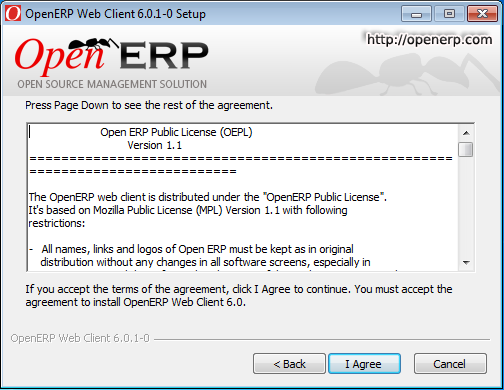 OpenERP Web Client 6.0.1-0 Setup
http://openerp.com
Open ERP
OPEN SOURCE MANAGEMENT SOLUTION
Press Page Down to see the rest of the agreement.
Open ERP Public License (OEPL)
Version 1.1
=====================================================
==========================
The OpenERP web client is distributed under the "OpenERP Public License".
It's based on Mozilla Public License (MPL) Version 1.1 with following
restrictions:
- All names, links and logos of Open ERP must be kept as in original
distribution without any changes in all software screens, especially in
If you accept the terms of the agreement, click I Agree to continue. You must accept the
agreement to install OpenERP Web Client 6.0.
OpenERP Web Client 6.0.1-0
< Back
I Agree
Cancel